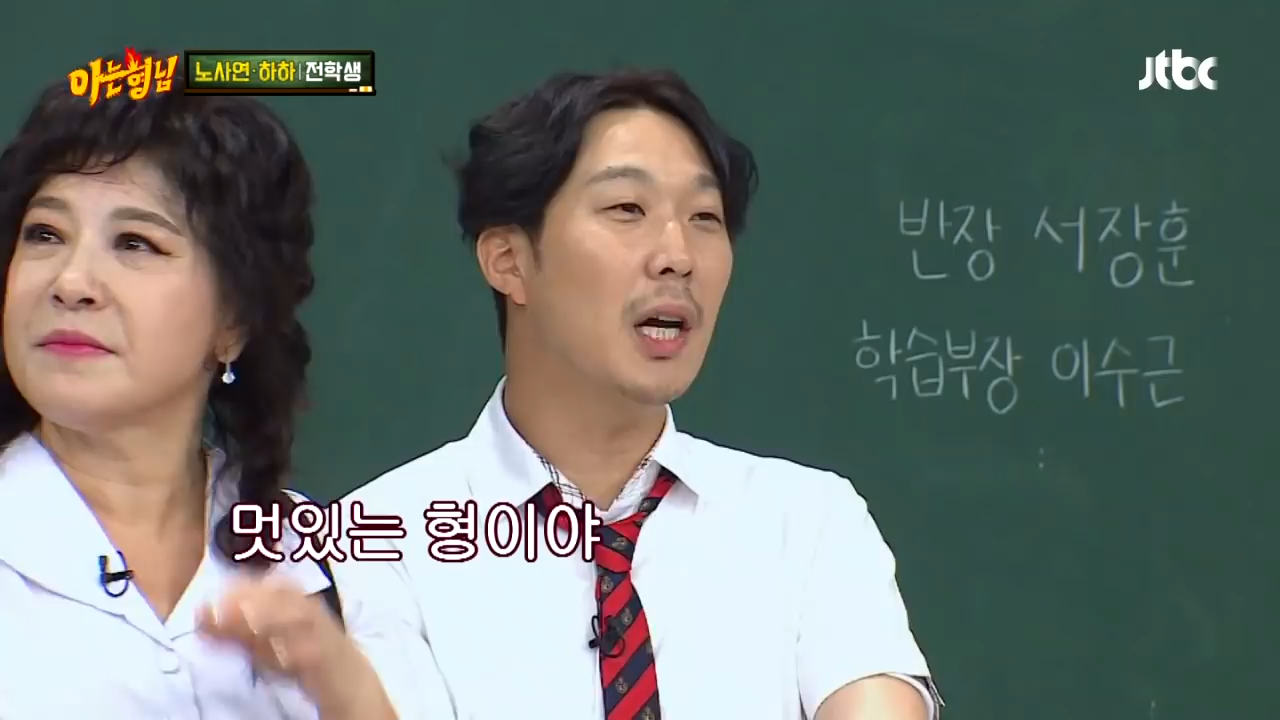 아는형님
노사연·하하|전학생
jtbc
반장 서장훈
학습부장 이수근
:
멋있는 형이야